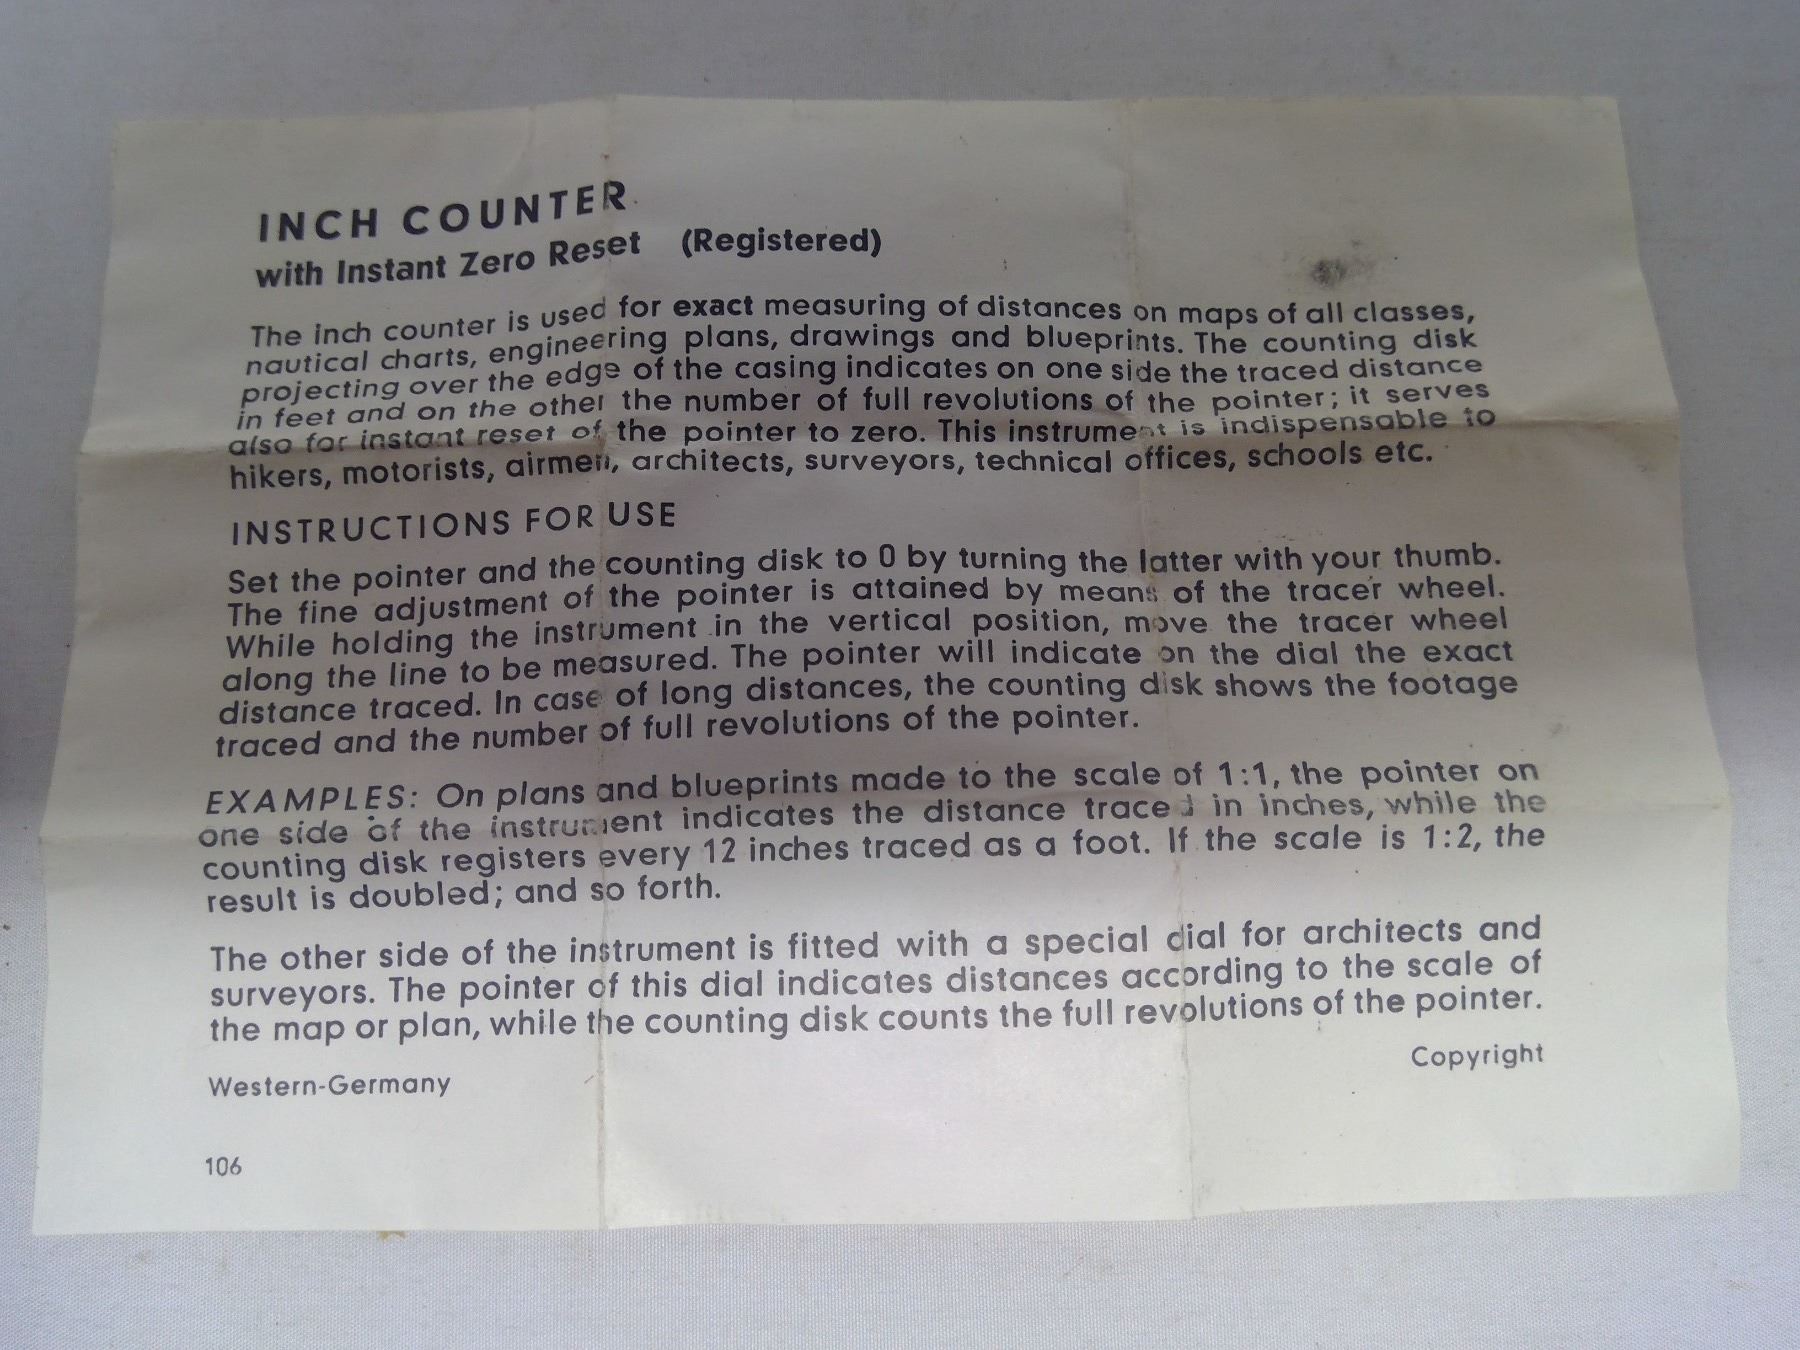 INCH COUNTER
with Instant Zero Reset (Registered)
The inch counter is used for exact measuring of distances on maps of all classes,
nautical charts, engineering plans, drawings and blueprints. The counting disk
projecting over the edge of the casing indicates on one side the traced distance
in feet and on the other the number of full revolutions of the pointer; it serves
also for instant reset of the pointer to zero. This instrument is indispensable to
hikers, motorists, airmen, architects, surveyors, technical offices, schools etc.
INSTRUCTIONS FOR USE
Set the pointer and the counting disk to 0 by turning the latter with your thumb.
The fine adjustment of the pointer is attained by means of the tracer wheel.
While holding the instrument in the vertical position, move the tracer wheel
along the line to be measured. The pointer will indicate on the dial the exact
distance traced. In case of long distances, the counting disk shows the footage
traced and the number of full revolutions of the pointer.
EXAMPLES: On plans and blueprints made to the scale of 1:1, the pointer on
one side of the instrument indicates the distance traced in inches, while the
counting disk registers every 12 inches traced as a foot. If the scale is 1:2, the
result is doubled; and so forth.
The other side of the instrument is fitted with a special dial for architects and
surveyors. The pointer of this dial indicates distances according to the scale of
the map or plan, while the counting disk counts the full revolutions of the pointer.
Copyright
Western-Germany
106